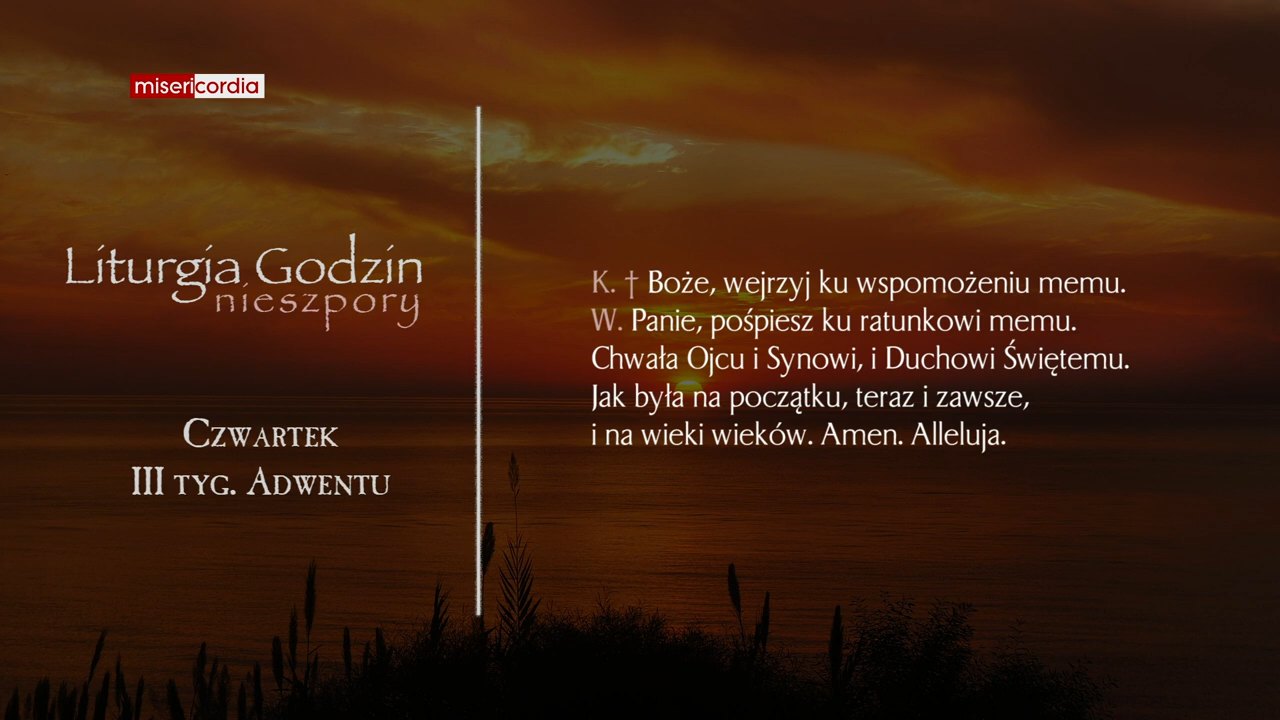 misericordia
Liturgia Godzin
nieszpory
Czwartek
III tyg. Adwentu
K. † Boże, wejrzyj ku wspomożeniu memu.
W. Panie, pośpiesz ku ratunkowi memu.
Chwała Ojcu i Synowi, i Duchowi Świętemu.
Jak była na początku, teraz i zawsze,
i na wieki wieków. Amen. Alleluja.